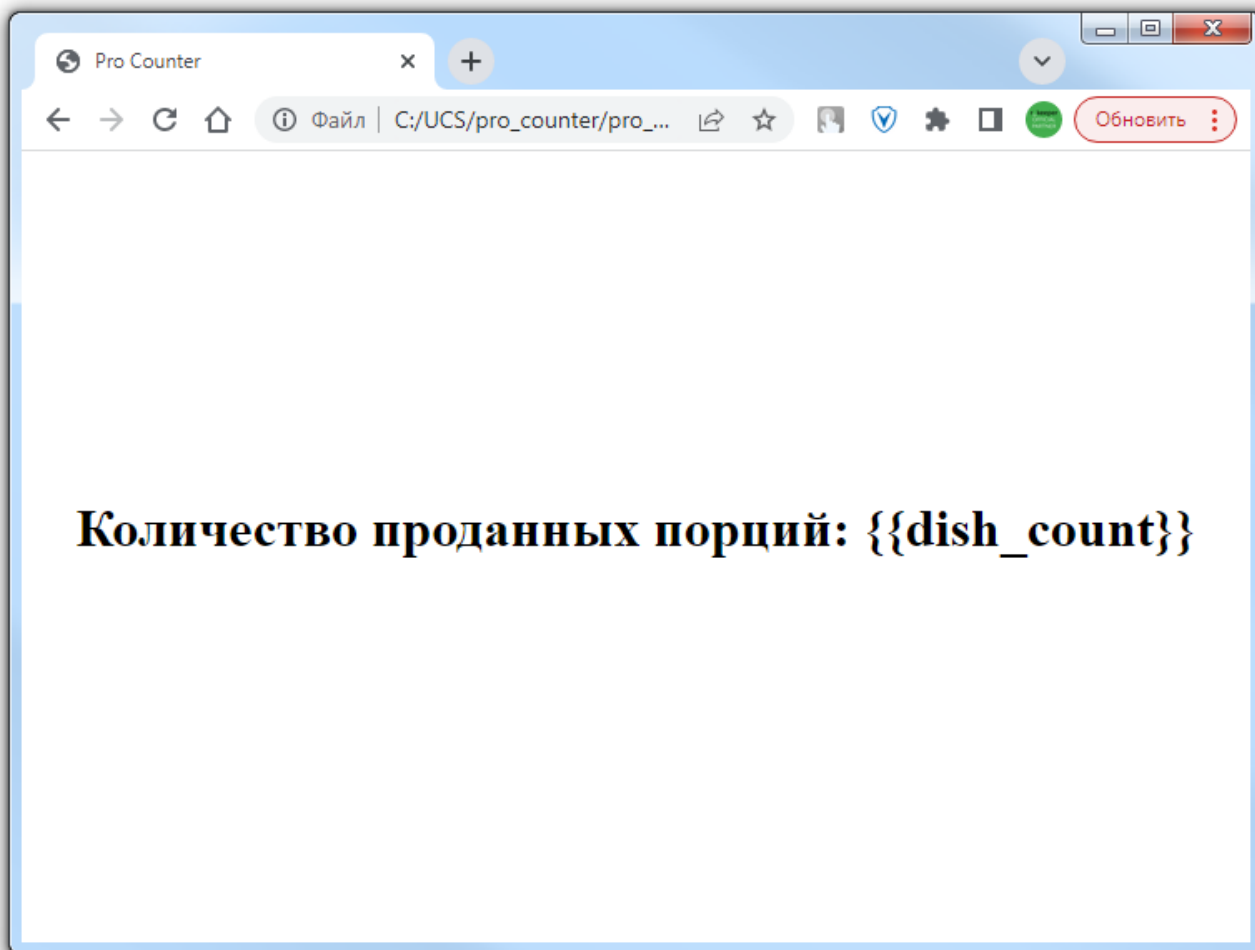 Pro Counter
Файл | C:/UCS/pro_counter/pro_... Обновить
Количество проданных порций: {{dish_count}}